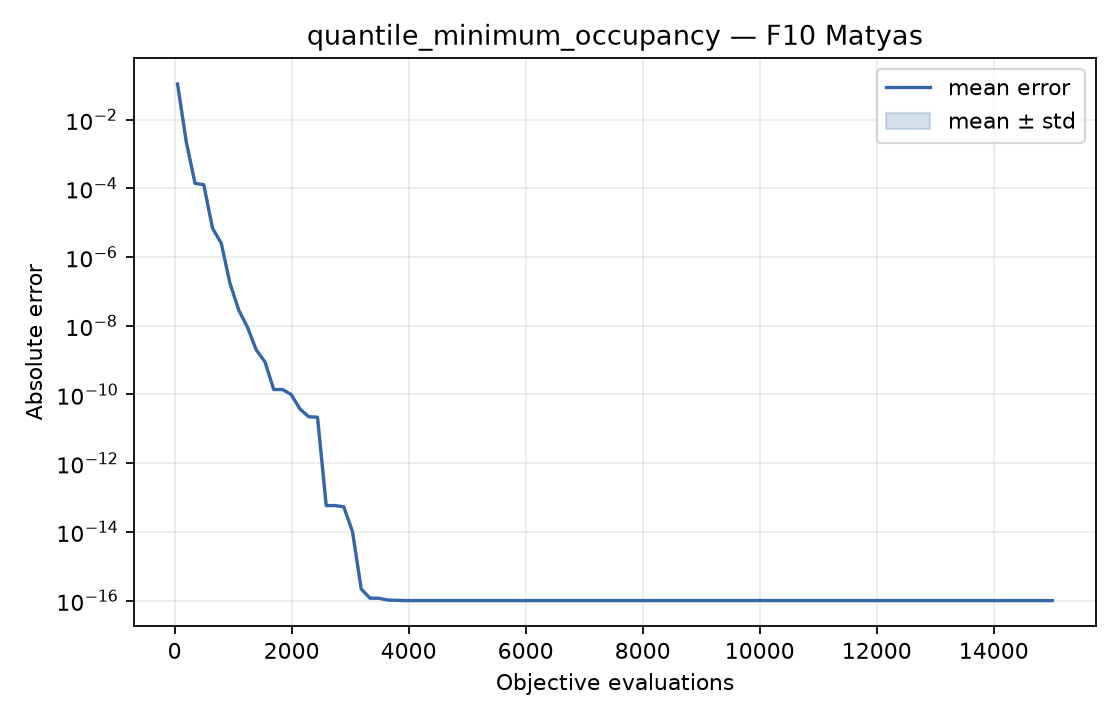 quantile_minimum_occupancy — F10 Matyas
mean error
mean ± std
Absolute error
10⁻²
10⁻⁴
10⁻⁶
10⁻⁸
10⁻¹⁰
10⁻¹²
10⁻¹⁴
10⁻¹⁶
0 2000 4000 6000 8000 10000 12000 14000
Objective evaluations